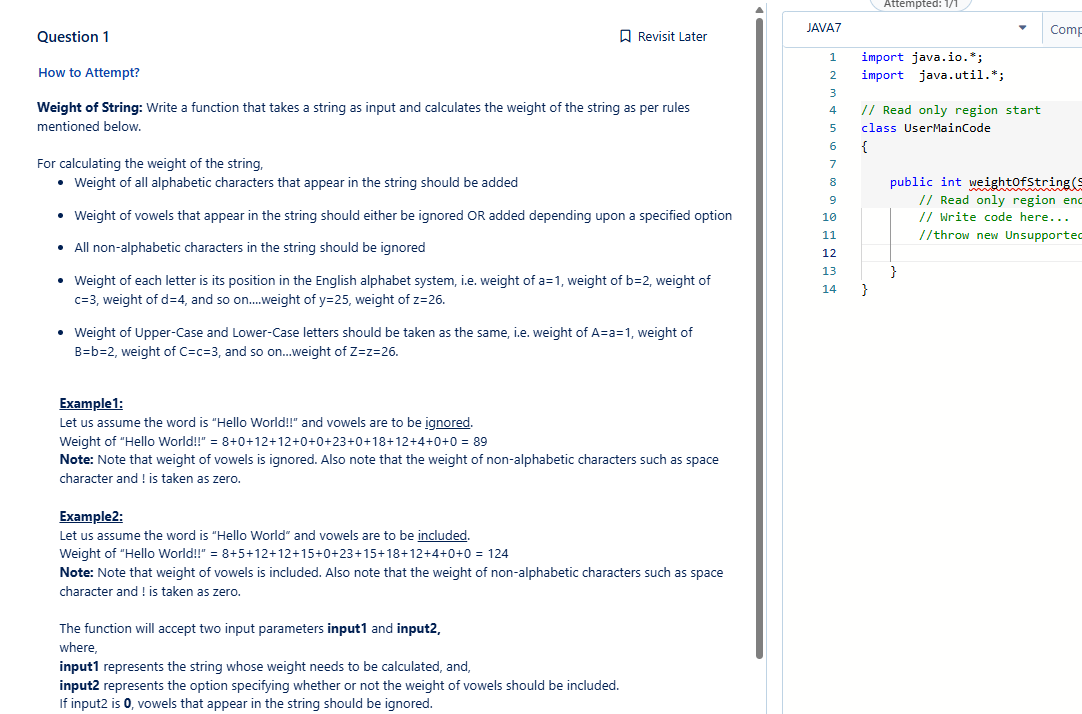 Question 1
Revisit Later
How to Attempt?
Weight of String: Write a function that takes a string as input and calculates the weight of the string as per rules
mentioned below.
For calculating the weight of the string,
• Weight of all alphabetic characters that appear in the string should be added
• Weight of vowels that appear in the string should either be ignored OR added depending upon a specified option
• All non-alphabetic characters in the string should be ignored
• Weight of each letter is its position in the English alphabet system, i.e. weight of a=1, weight of b=2, weight of
c=3, weight of d=4, and so on....weight of y=25, weight of z=26.
• Weight of Upper-Case and Lower-Case letters should be taken as the same, i.e. weight of A=a=1, weight of
B=b=2, weight of C=c=3, and so on...weight of Z=z=26.
Example1:
Let us assume the word is “Hello World!!” and vowels are to be ignored.
Weight of “Hello World!!” = 8+0+12+12+0+0+23+0+18+12+4+0+0 = 89
Note: Note that weight of vowels is ignored. Also note that the weight of non-alphabetic characters such as space
character and ! is taken as zero.
Example2:
Let us assume the word is “Hello World” and vowels are to be included.
Weight of “Hello World!!” = 8+5+12+12+15+0+23+15+18+12+4+0+0 = 124
Note: Note that weight of vowels is included. Also note that the weight of non-alphabetic characters such as space
character and ! is taken as zero.
The function will accept two input parameters input1 and input2,
where,
input1 represents the string whose weight needs to be calculated, and,
input2 represents the option specifying whether or not the weight of vowels should be included.
If input2 is 0, vowels that appear in the string should be ignored.
Attempted: 1/1
JAVA7
Comp
1 import java.io.*;
2 import  java.util.*;
3
4 // Read only region start
5 class UserMainCode
6 {
7
8 public int weightOfString(S
9 // Read only region end
10 // Write code here...
11 //throw new Unsupported
12
13 }
14 }